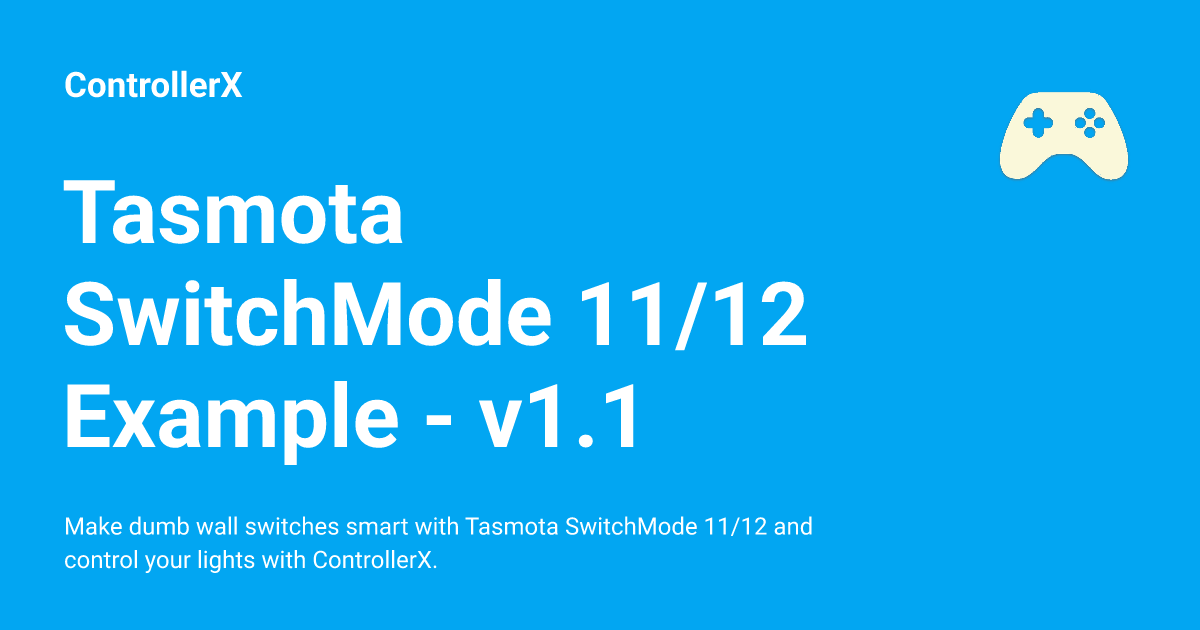 ControllerX
Tasmota
SwitchMode 11/12
Example - v1.1
Make dumb wall switches smart with Tasmota SwitchMode 11/12 and
control your lights with ControllerX.